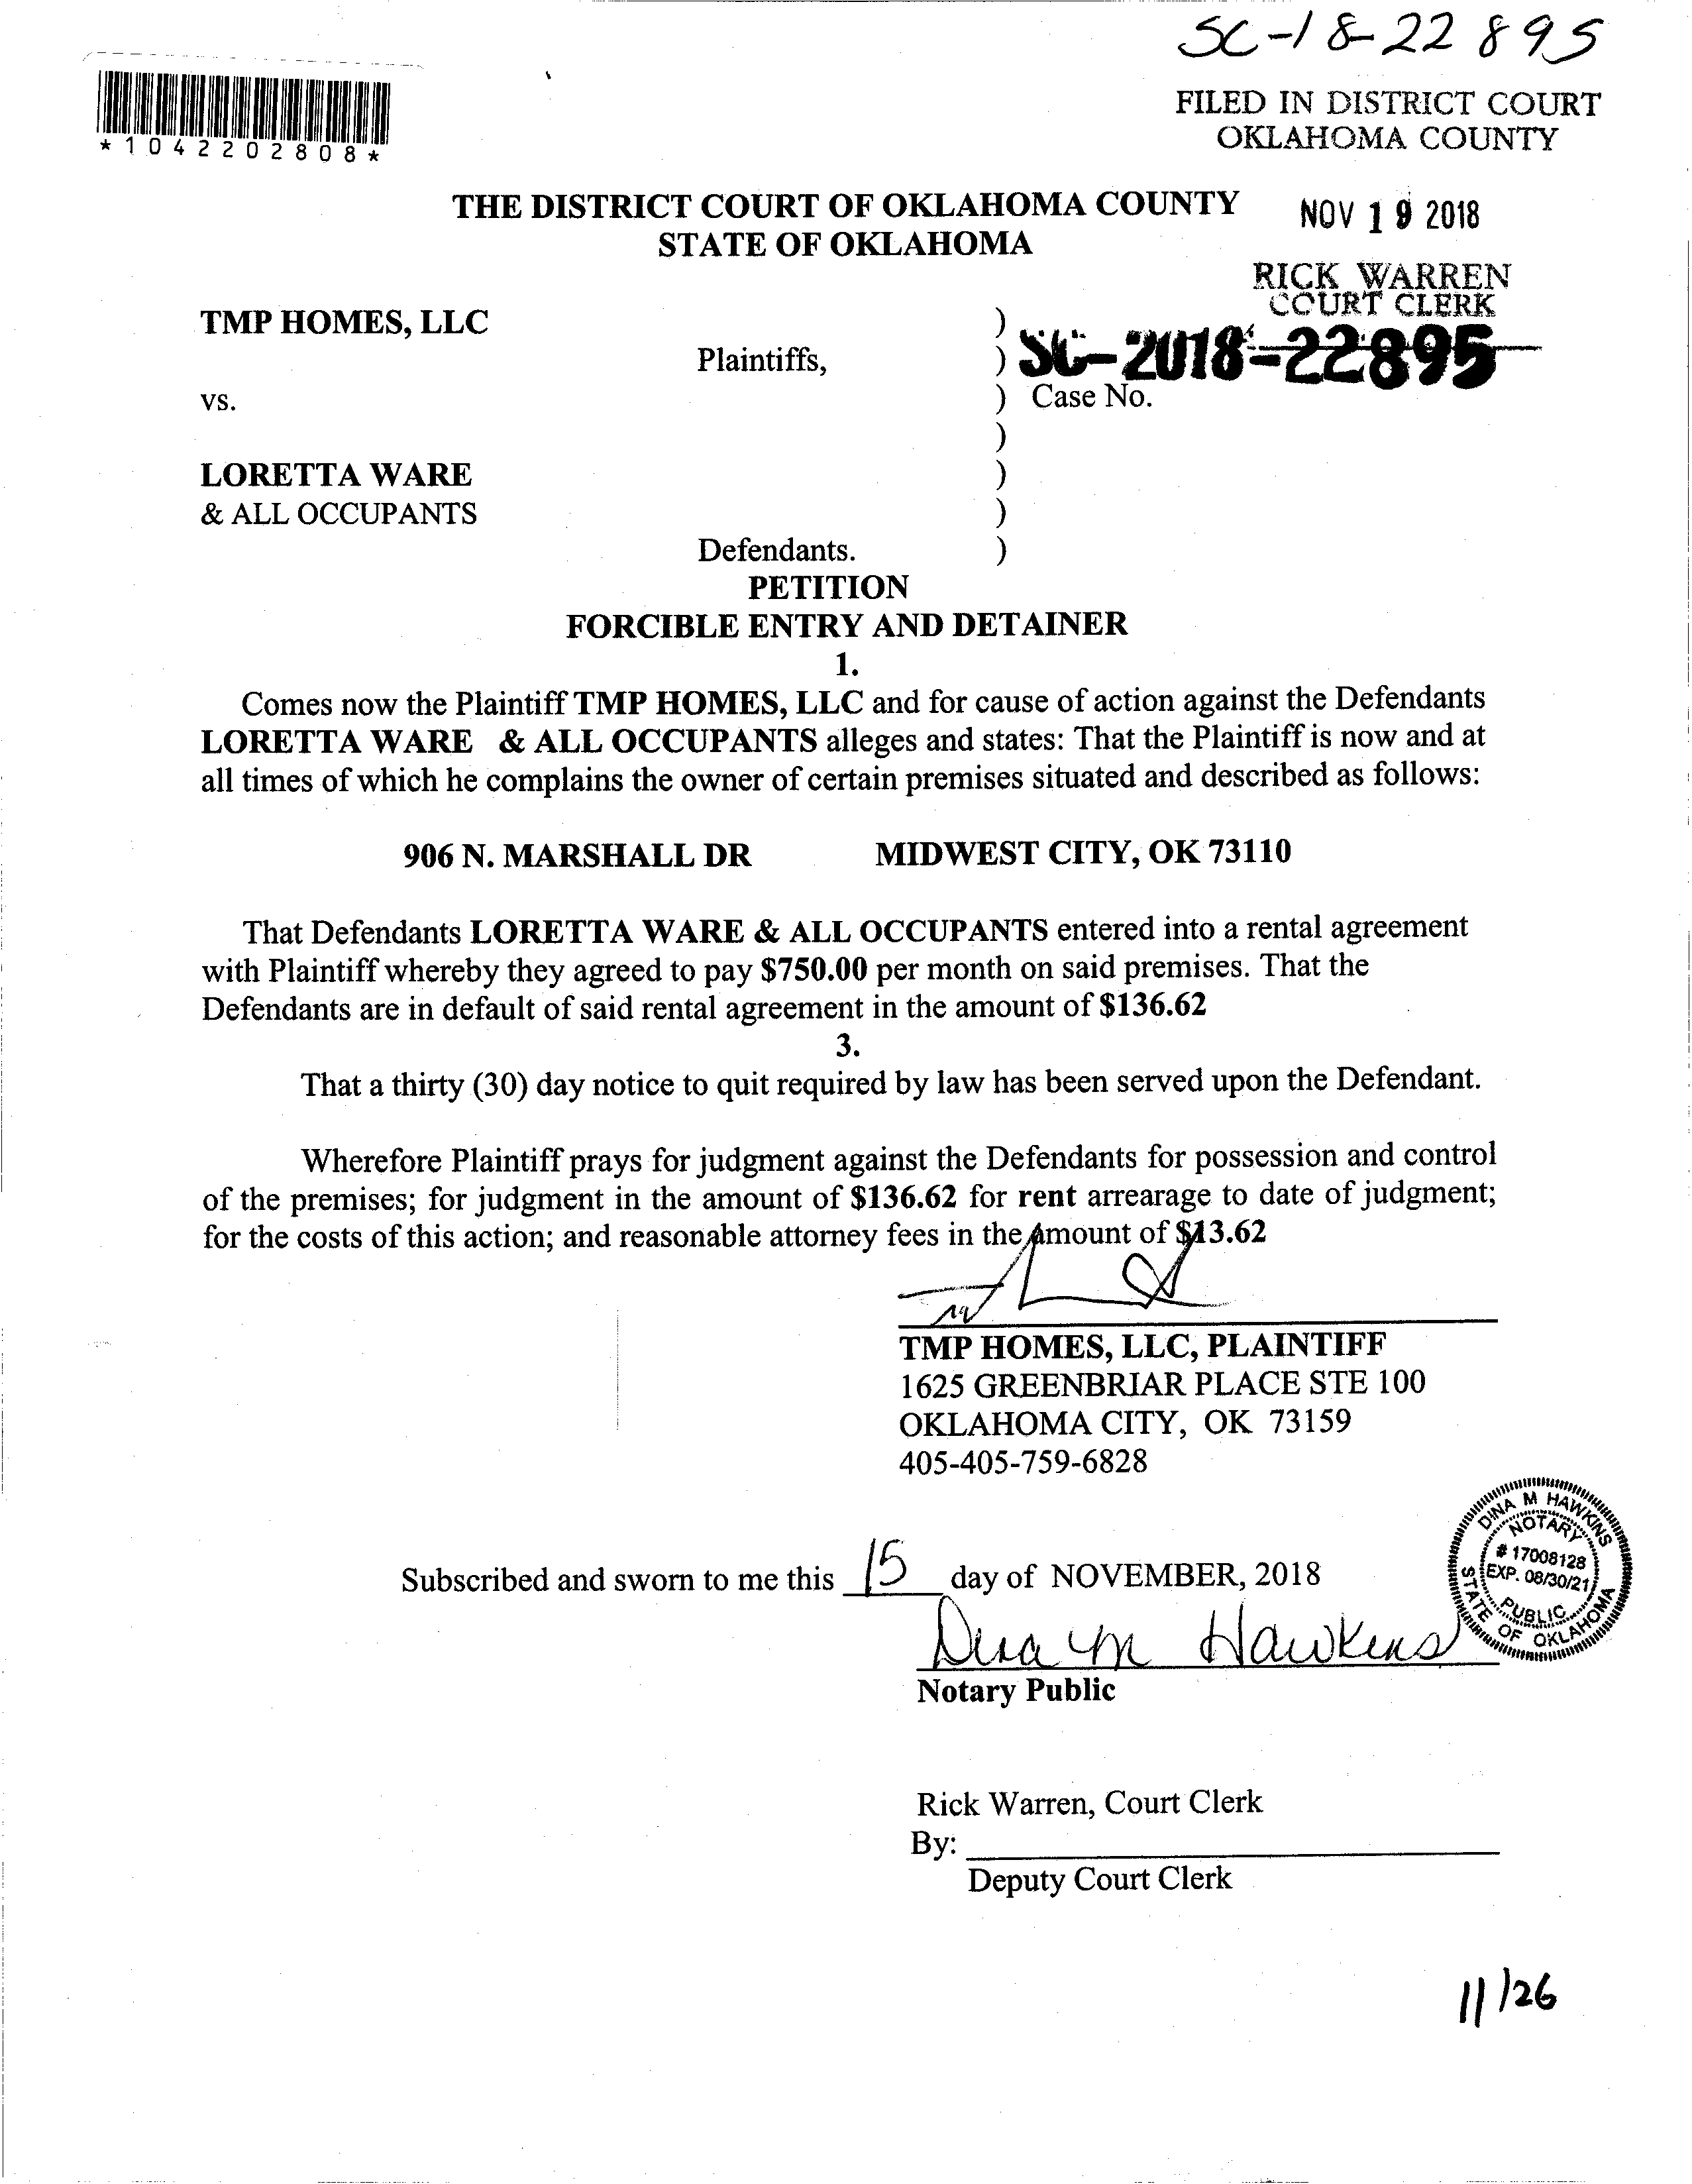 SC-18-22895
FILED IN DISTRICT COURT
OKLAHOMA COUNTY
*1042202808*
THE DISTRICT COURT OF OKLAHOMA COUNTY
STATE OF OKLAHOMA
NOV 19 2018
RICK WARREN
COURT CLERK
TMP HOMES, LLC )
Plaintiffs, ) SC-2018-22895
vs. ) Case No.
)
LORETTA WARE )
& ALL OCCUPANTS )
Defendants. )
PETITION
FORCIBLE ENTRY AND DETAINER
1.
Comes now the Plaintiff TMP HOMES, LLC and for cause of action against the Defendants
LORETTA WARE & ALL OCCUPANTS alleges and states: That the Plaintiff is now and at
all times of which he complains the owner of certain premises situated and described as follows:
906 N. MARSHALL DR MIDWEST CITY, OK 73110
That Defendants LORETTA WARE & ALL OCCUPANTS entered into a rental agreement
with Plaintiff whereby they agreed to pay $750.00 per month on said premises. That the
Defendants are in default of said rental agreement in the amount of $136.62
3.
That a thirty (30) day notice to quit required by law has been served upon the Defendant.
Wherefore Plaintiff prays for judgment against the Defendants for possession and control
of the premises; for judgment in the amount of $136.62 for rent arrearage to date of judgment;
for the costs of this action; and reasonable attorney fees in the amount of $13.62
TMP HOMES, LLC, PLAINTIFF
1625 GREENBRIAR PLACE STE 100
OKLAHOMA CITY, OK 73159
405-405-759-6828
DINA M HAWKINS
NOTARY
# 17008128
EXP. 08/30/21
PUBLIC
STATE OF OKLAHOMA
Subscribed and sworn to me this 15 day of NOVEMBER, 2018
Dina M Hawkins
Notary Public
Rick Warren, Court Clerk
By:
Deputy Court Clerk
11/26